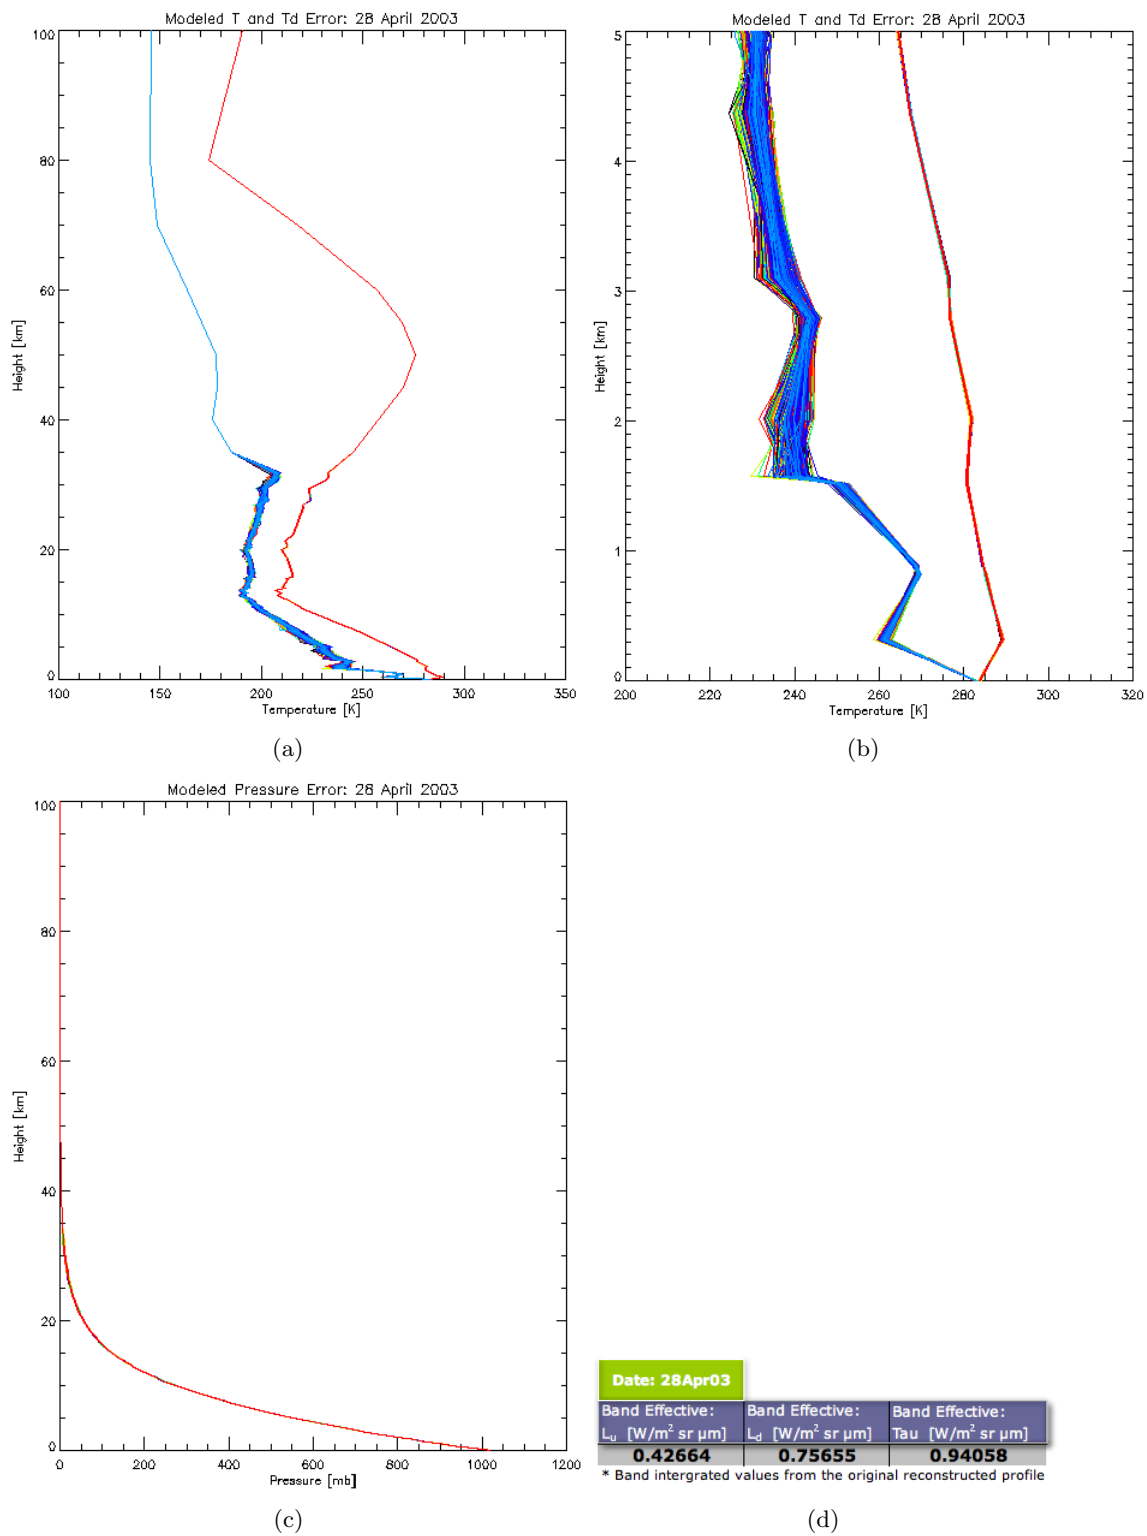 Modeled T and Td Error: 28 April 2003
100
80
60
40
20
0
Height [km]
100 150 200 250 300 350
Temperature [K]
(a)
Modeled T and Td Error: 28 April 2003
5
4
3
2
1
0
Height [km]
200 220 240 260 280 300 320
Temperature [K]
(b)
Modeled Pressure Error: 28 April 2003
100
80
60
40
20
0
Height [km]
0 200 400 600 800 1000 1200
Pressure [mb]
(c)
Date: 28Apr03
Band Effective: Band Effective: Band Effective:
Lu [W/m² sr µm] Ld [W/m² sr µm] Tau [W/m² sr µm]
0.42664 0.75655 0.94058
* Band intergrated values from the original reconstructed profile
(d)